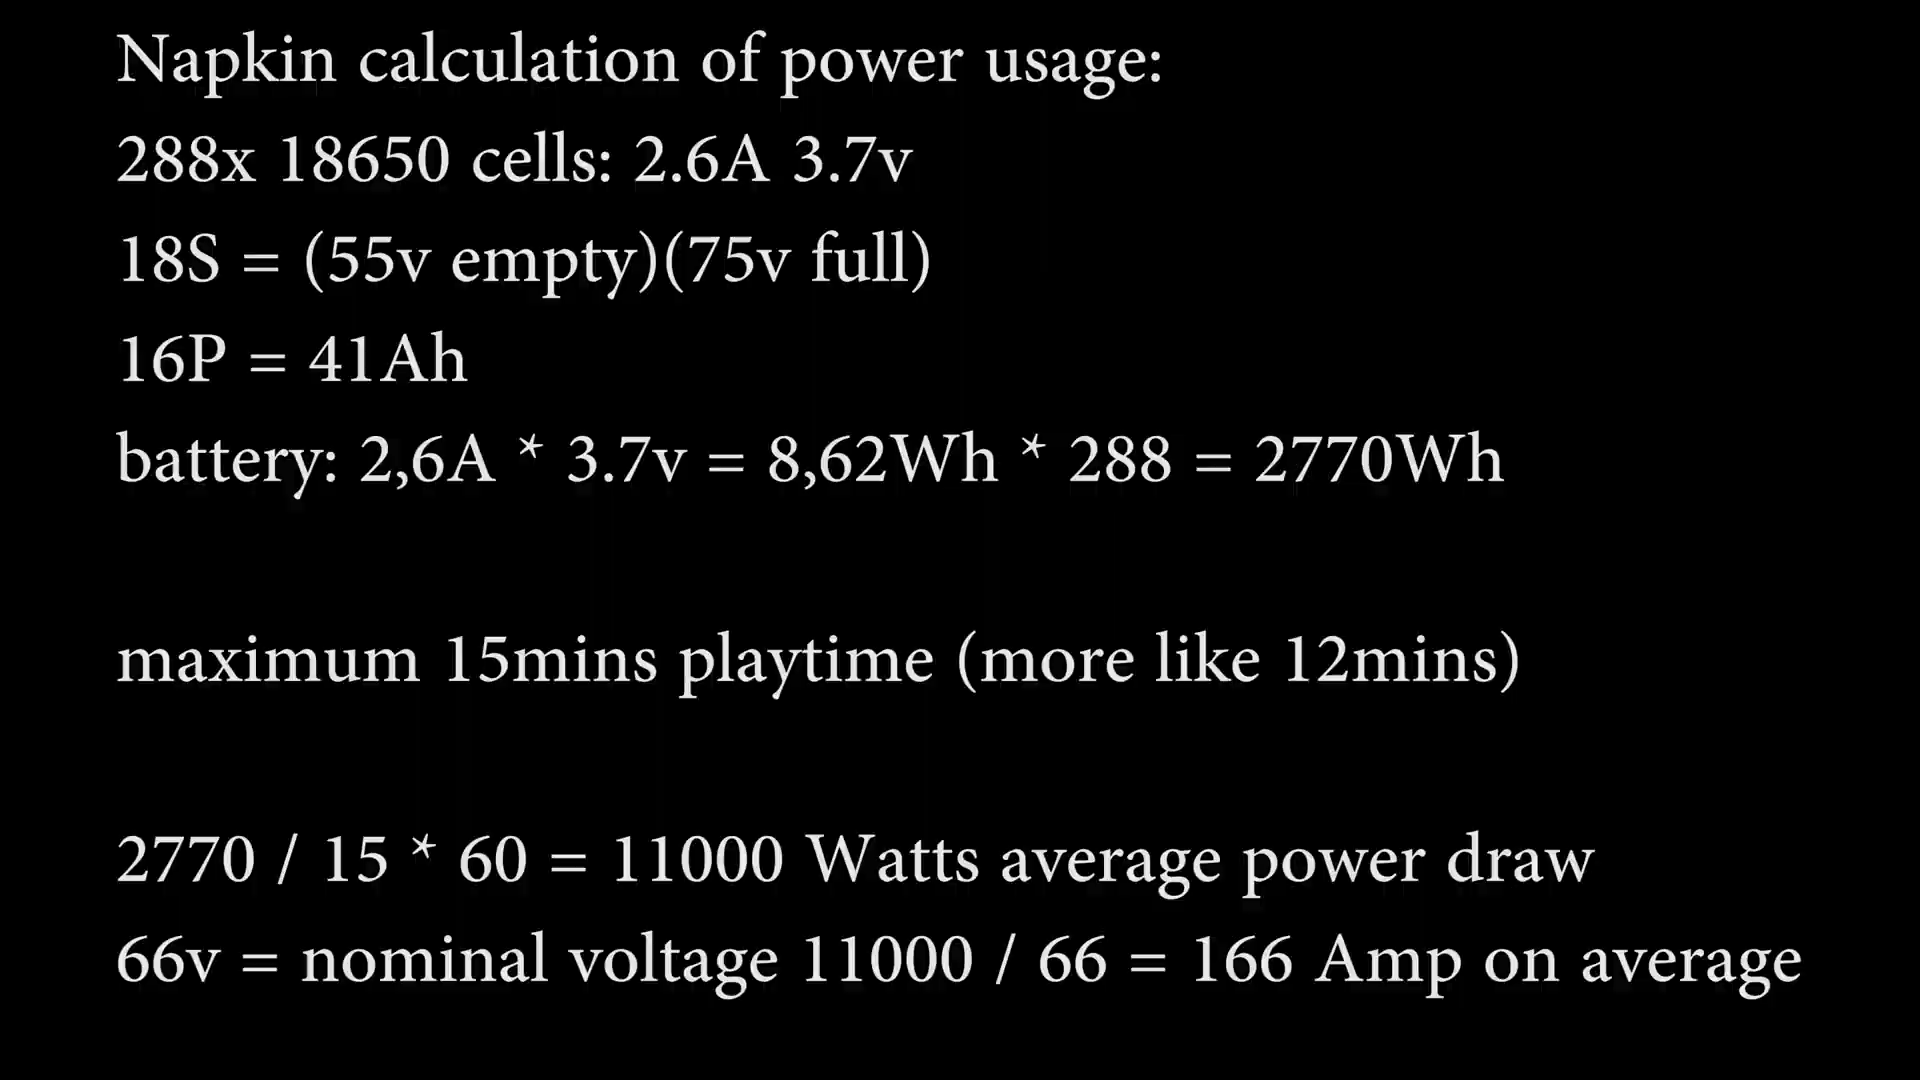 Napkin calculation of power usage:
288x 18650 cells: 2.6A 3.7v
18S = (55v empty)(75v full)
16P = 41Ah
battery: 2,6A * 3.7v = 8,62Wh * 288 = 2770Wh
maximum 15mins playtime (more like 12mins)
2770 / 15 * 60 = 11000 Watts average power draw
66v = nominal voltage 11000 / 66 = 166 Amp on average